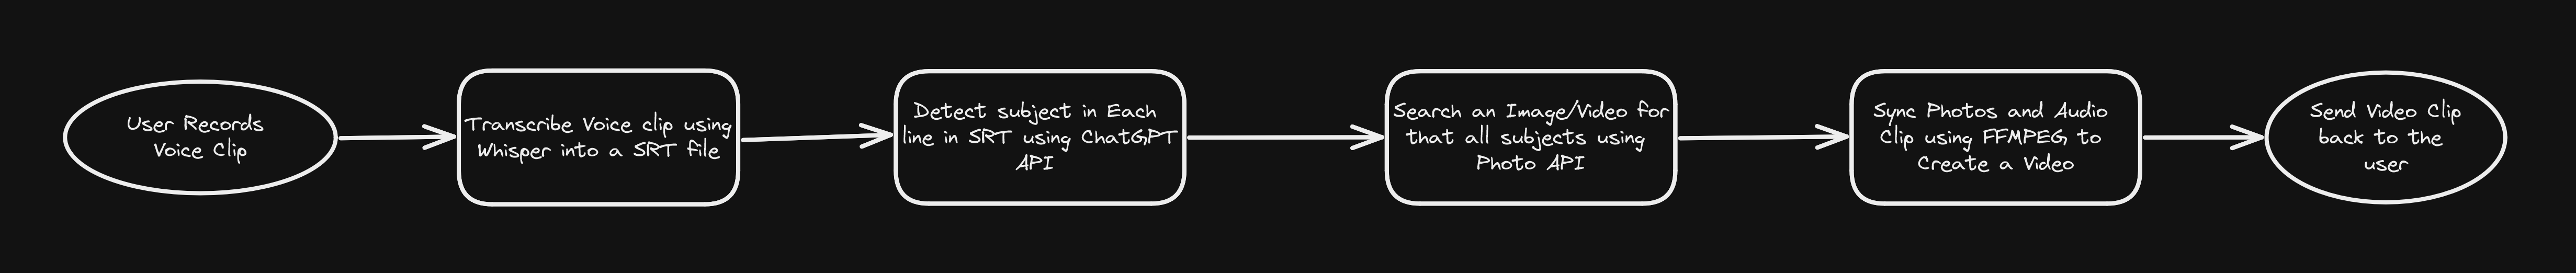 User Records
Voice Clip
Transcribe Voice clip using
Whisper into a SRT file
Detect subject in Each
line in SRT using ChatGPT
API
Search an Image/Video for
that all subjects using
Photo API
Sync Photos and Audio
Clip using FFMPEG to
Create a Video
Send Video Clip
back to the
user